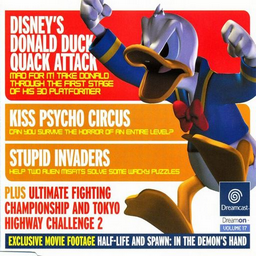 DISNEY'S
DONALD DUCK
QUACK ATTACK
MAD FOR IT! TAKE DONALD
THROUGH THE FIRST STAGE
OF HIS 3D PLATFORMER
KISS PSYCHO CIRCUS
CAN YOU SURVIVE THE HORROR OF AN ENTIRE LEVEL?
STUPID INVADERS
HELP TWO ALIEN MISFITS SOLVE SOME WACKY PUZZLES
PLUS ULTIMATE FIGHTING
CHAMPIONSHIP AND TOKYO
HIGHWAY CHALLENGE 2
Dreamcast
Dreamon
VOLUME 17
EXCLUSIVE MOVIE FOOTAGE HALF-LIFE AND SPAWN: IN THE DEMON'S HAND